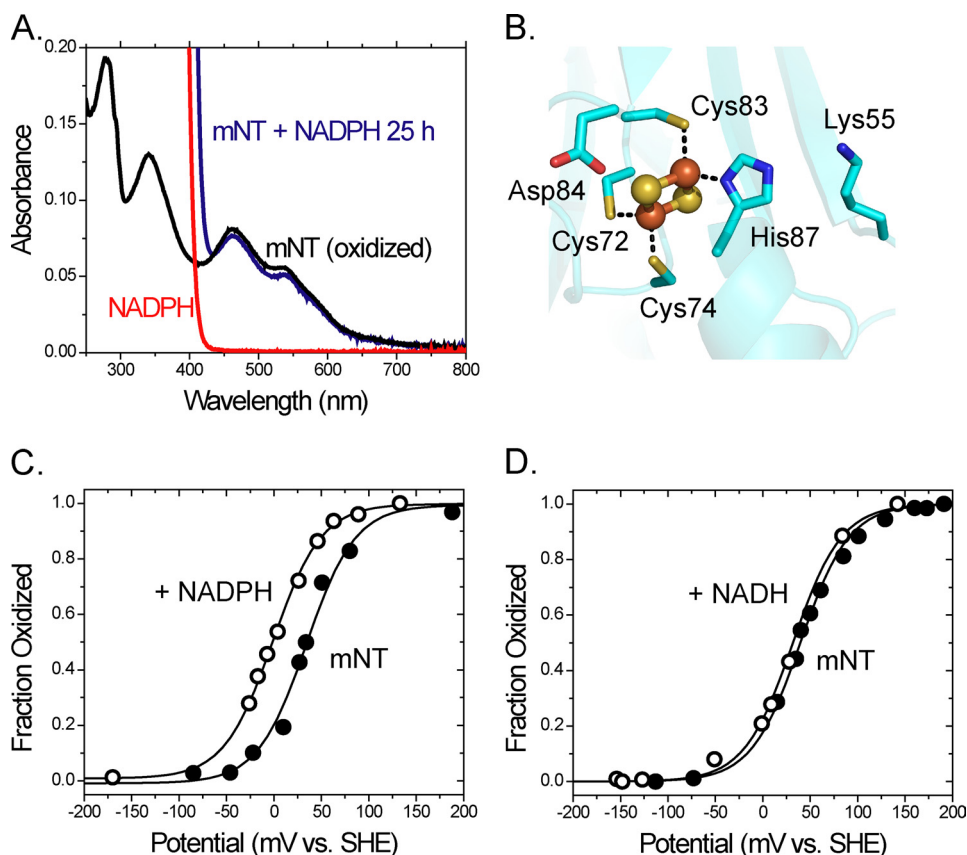 A.
0.20
0.15
0.10
0.05
0.00
Absorbance
mNT + NADPH 25 h
mNT (oxidized)
NADPH
300 400 500 600 700 800
Wavelength (nm)
B.
Cys83
Lys55
Asp84
Cys72
His87
Cys74
C.
1.0
0.8
0.6
0.4
0.2
0.0
Fraction Oxidized
+ NADPH
mNT
-200 -150 -100 -50 0 50 100 150 200
Potential (mV vs. SHE)
D.
1.0
0.8
0.6
0.4
0.2
0.0
Fraction Oxidized
+ NADH
mNT
-200 -150 -100 -50 0 50 100 150 200
Potential (mV vs. SHE)